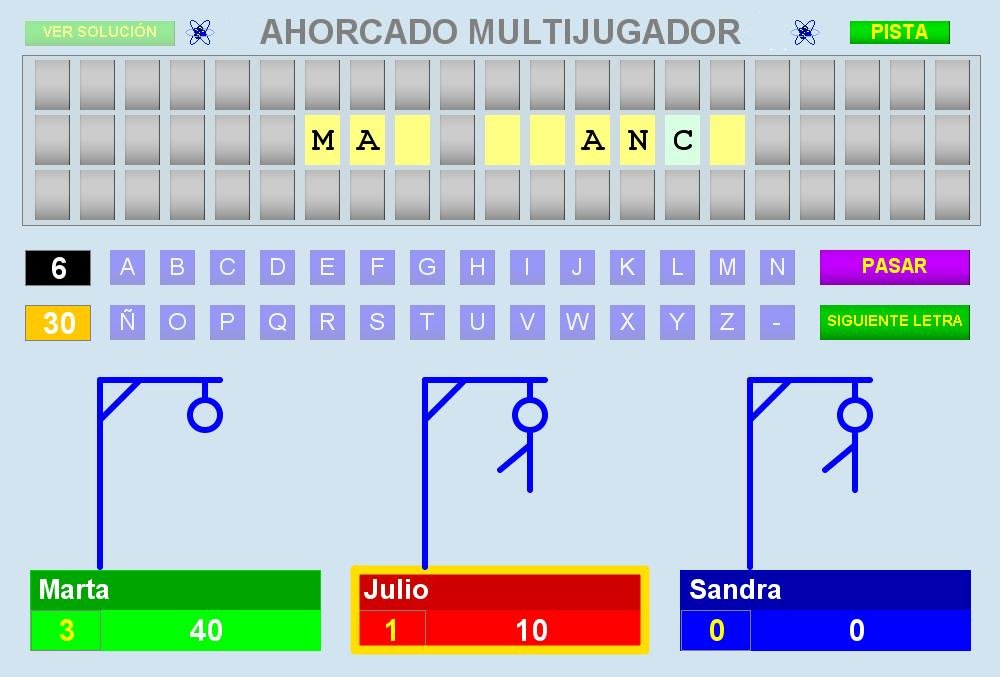 VER SOLUCIÓN AHORCADO MULTIJUGADOR PISTA
M A A N C
6 A B C D E F G H I J K L M N PASAR
30 Ñ O P Q R S T U V W X Y Z - SIGUIENTE LETRA
Marta Julio Sandra
3 40 1 10 0 0